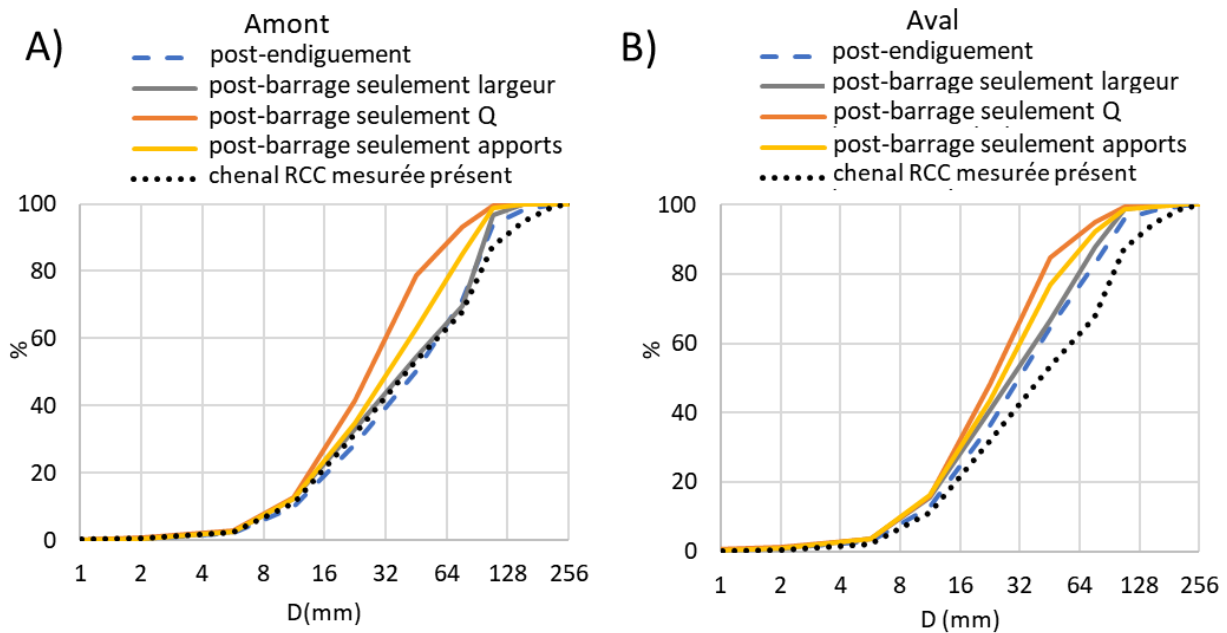 A)
Amont
post-endiguement
post-barrage seulement largeur
post-barrage seulement Q
post-barrage seulement apports
chenal RCC mesurée présent
100
80
60
40
20
0
%
1 2 4 8 16 32 64 128 256
D(mm)
B)
Aval
post-endiguement
post-barrage seulement largeur
post-barrage seulement Q
post-barrage seulement apports
chenal RCC mesurée présent
100
80
60
40
20
0
%
1 2 4 8 16 32 64 128 256
D (mm)